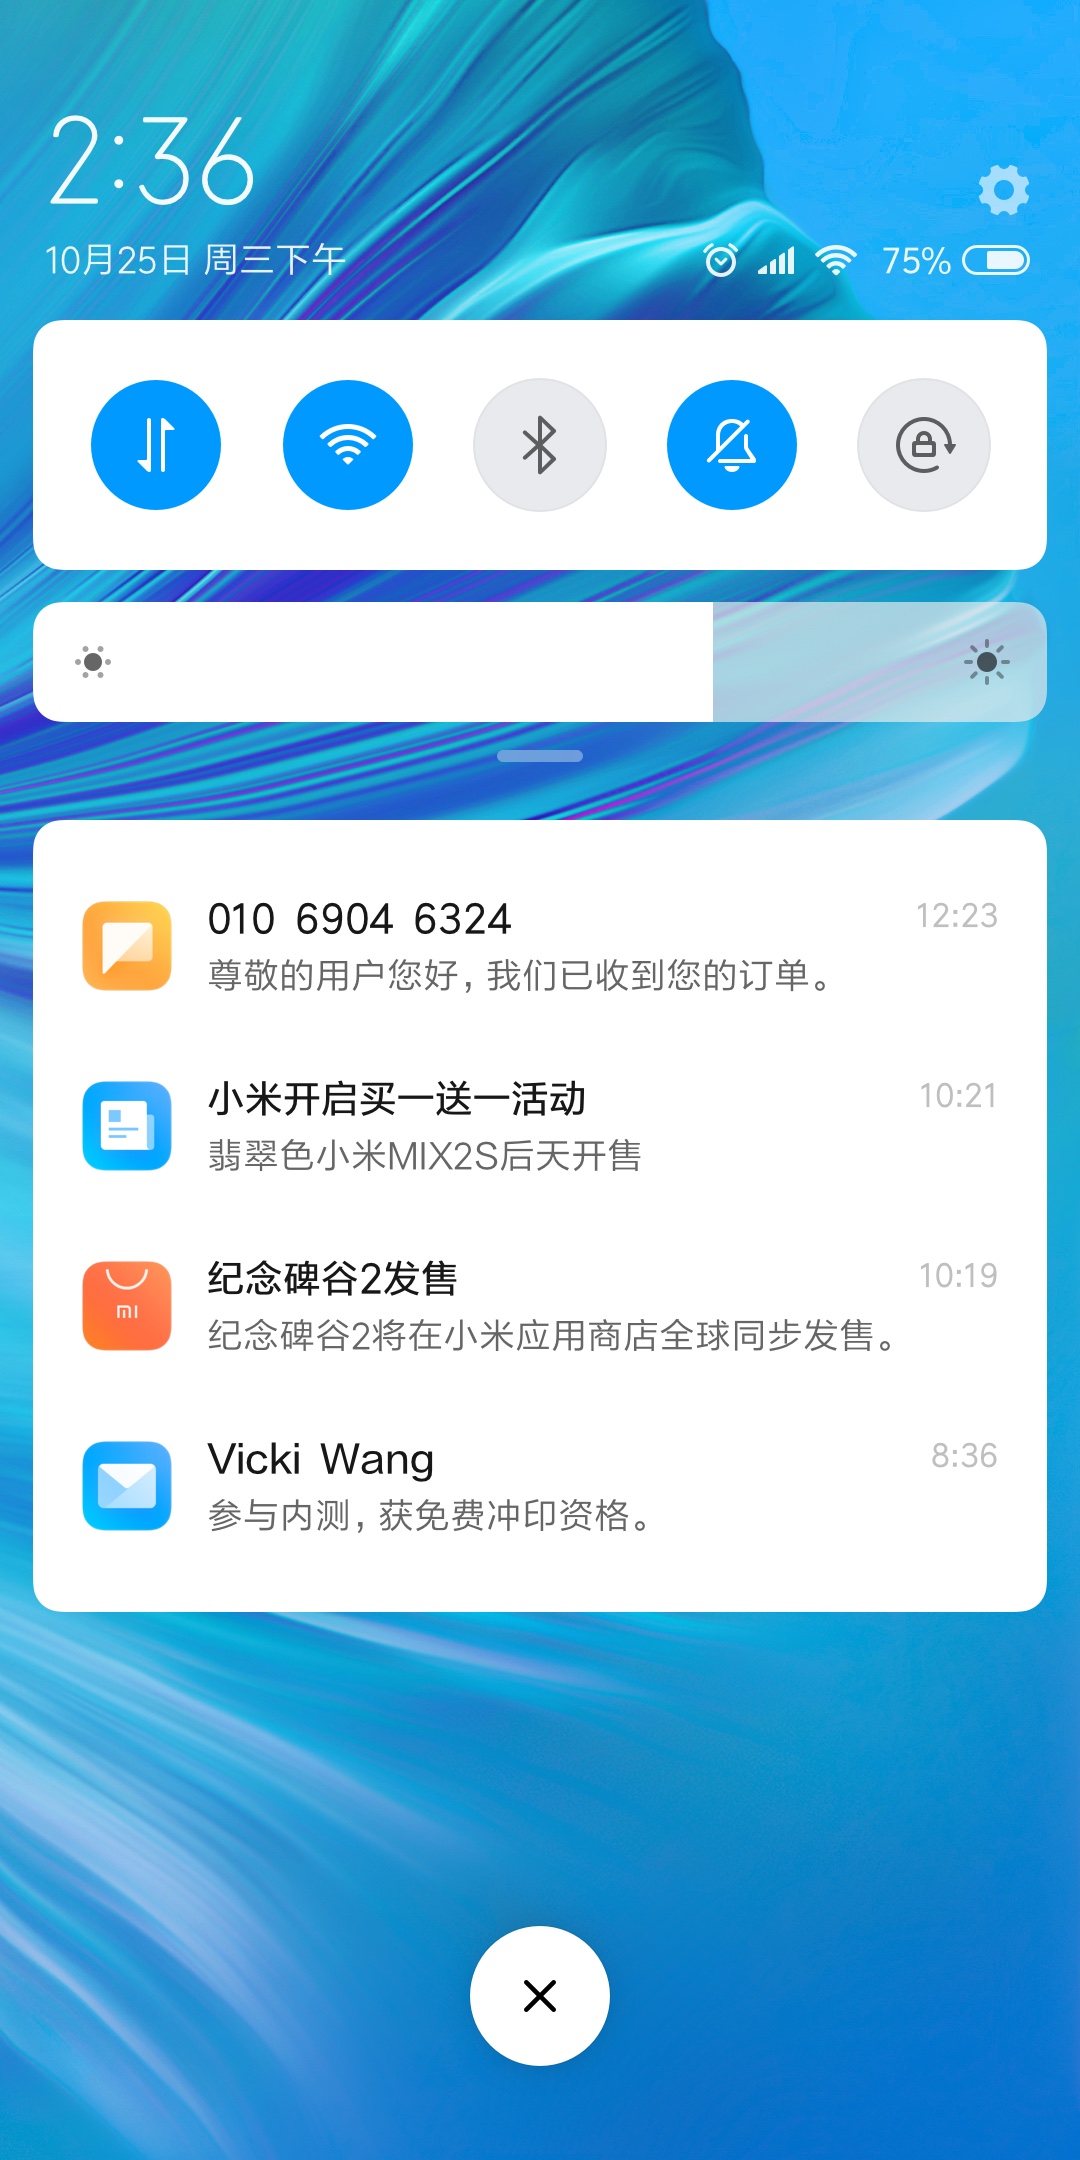 2:36
10月25日 周三下午
75%
010 6904 6324
12:23
尊敬的用户您好，我们已收到您的订单。
小米开启买一送一活动
10:21
翡翠色小米MIX2S后天开售
纪念碑谷2发售
10:19
MI
纪念碑谷2将在小米应用商店全球同步发售。
Vicki Wang
8:36
参与内测，获免费冲印资格。